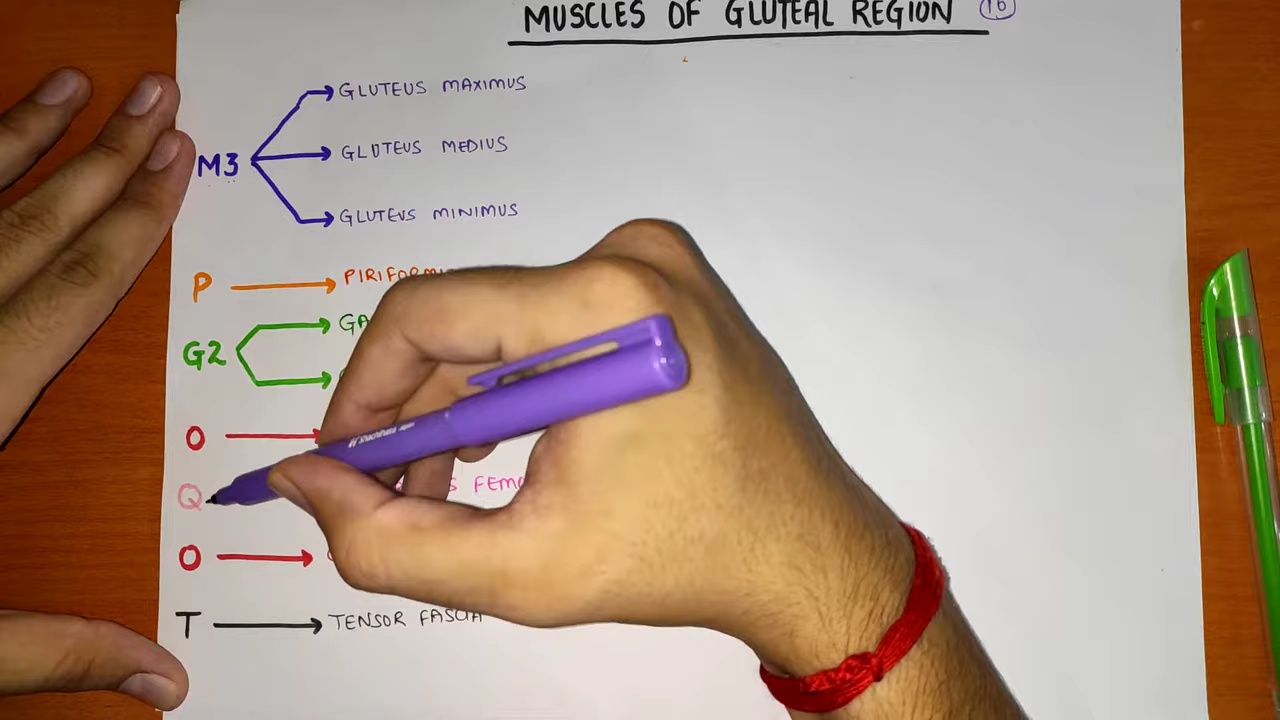 MUSCLES OF GLUTEAL REGION 16
GLUTEUS MAXIMUS
M3 GLUTEUS MEDIUS
GLUTEUS MINIMUS
P
G2
O
Q
O
T TENSOR FASCIA